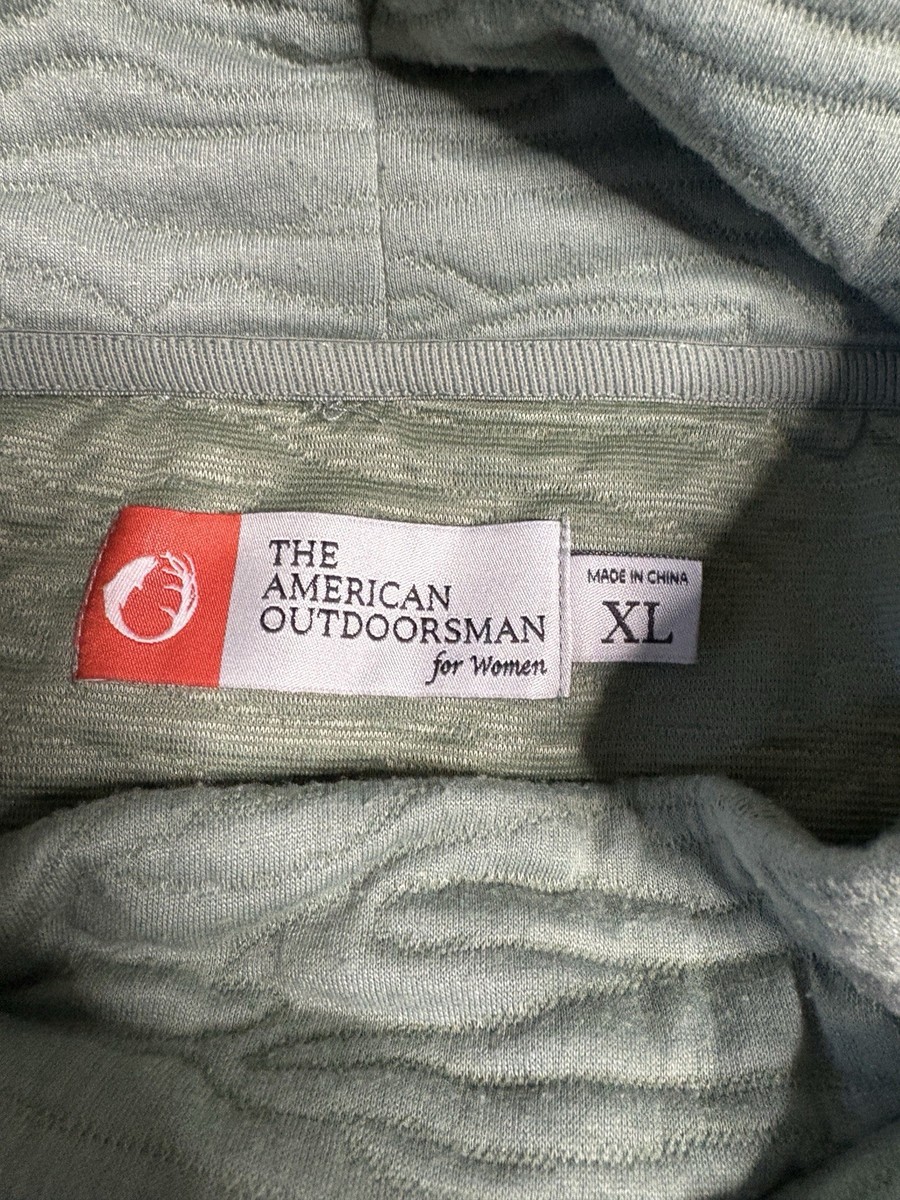 THE
AMERICAN
OUTDOORSMAN
for Women
MADE IN CHINA
XL